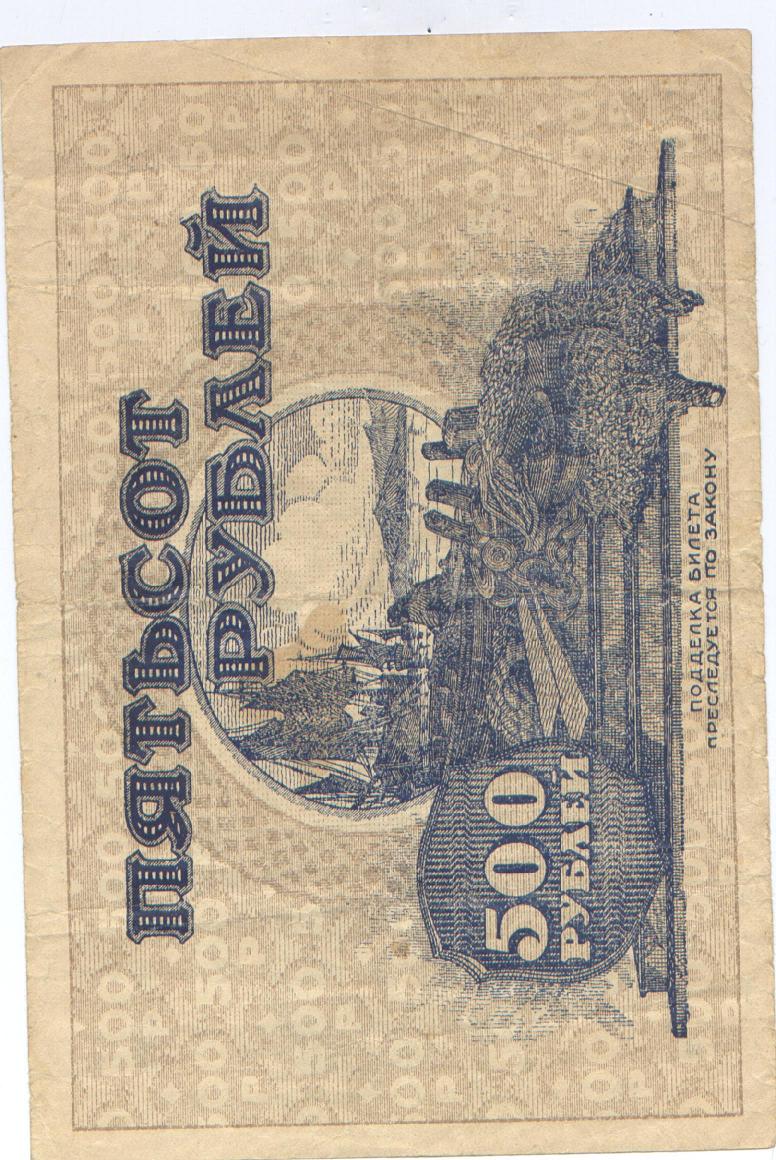 ПЯТЬСОТ
РУБЛЕЙ
500
РУБЛЕЙ
ПОДДЕЛКА БИЛЕТА
ПРЕСЛЕДУЕТСЯ ПО ЗАКОНУ